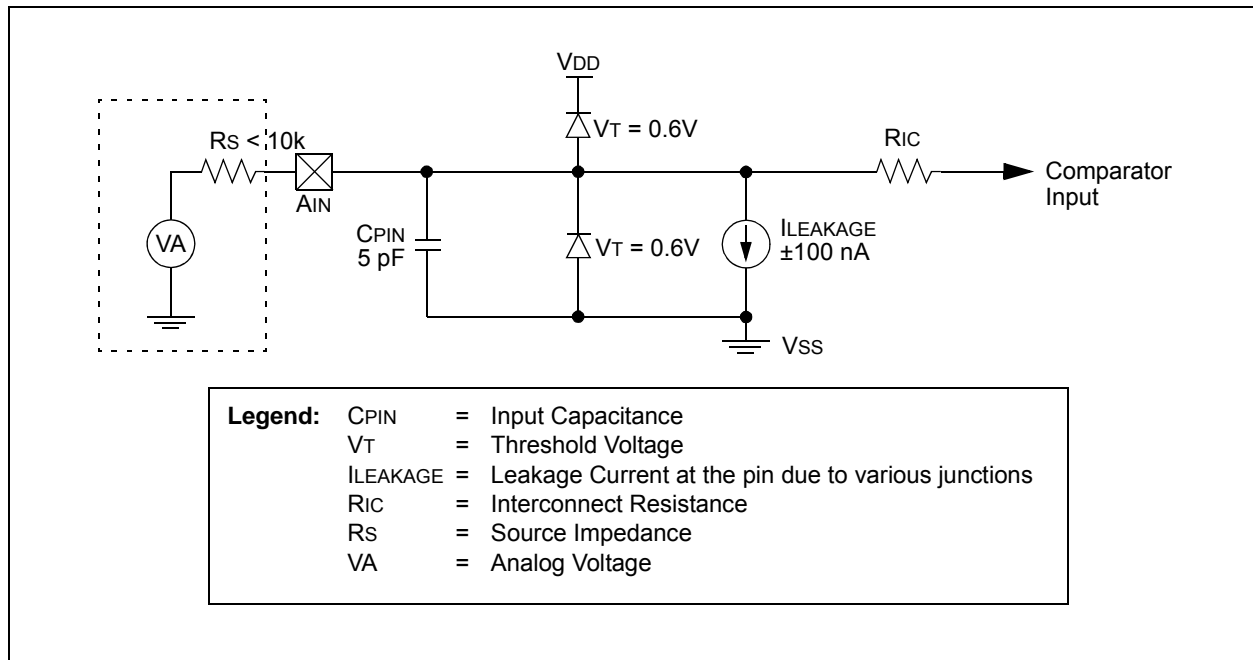 VDD
VT = 0.6V
RS < 10k
RIC
AIN
Comparator
Input
VA
CPIN
5 pF
VT = 0.6V
ILEAKAGE
±100 nA
VSS
Legend: CPIN = Input Capacitance
VT = Threshold Voltage
ILEAKAGE = Leakage Current at the pin due to various junctions
RIC = Interconnect Resistance
RS = Source Impedance
VA = Analog Voltage